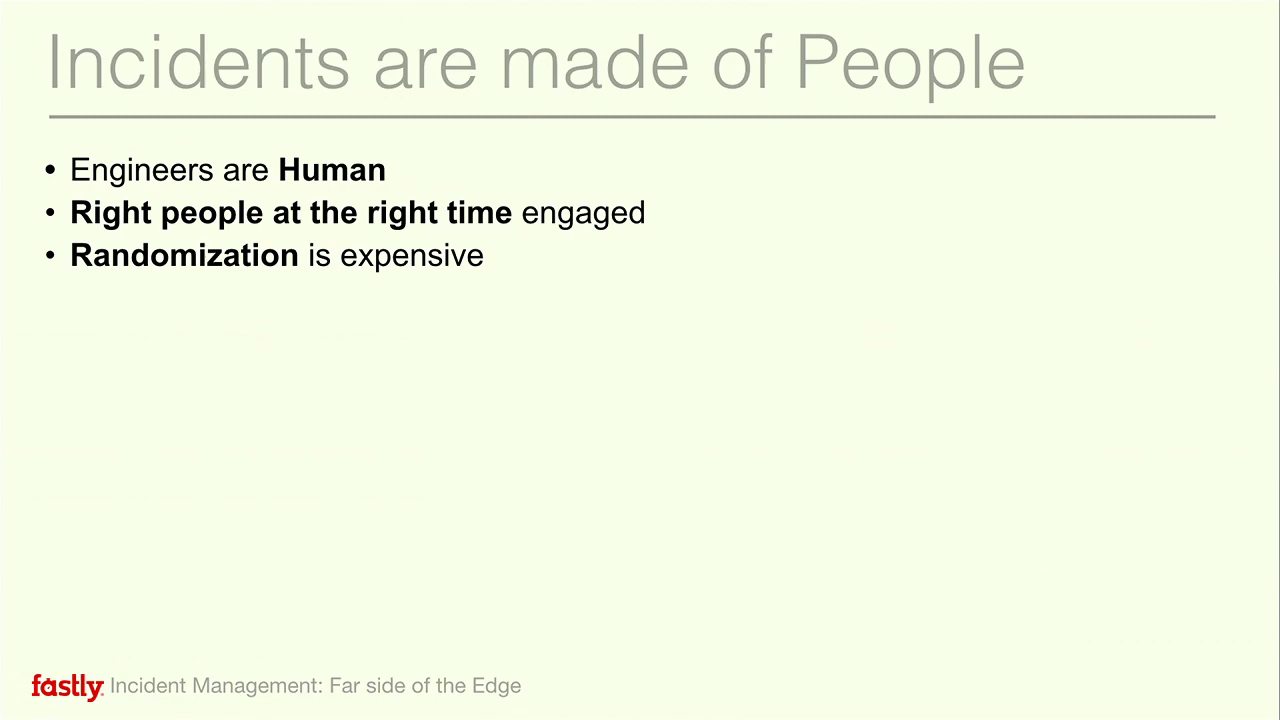 Incidents are made of People
• Engineers are Human
• Right people at the right time engaged
• Randomization is expensive
fastly. Incident Management: Far side of the Edge